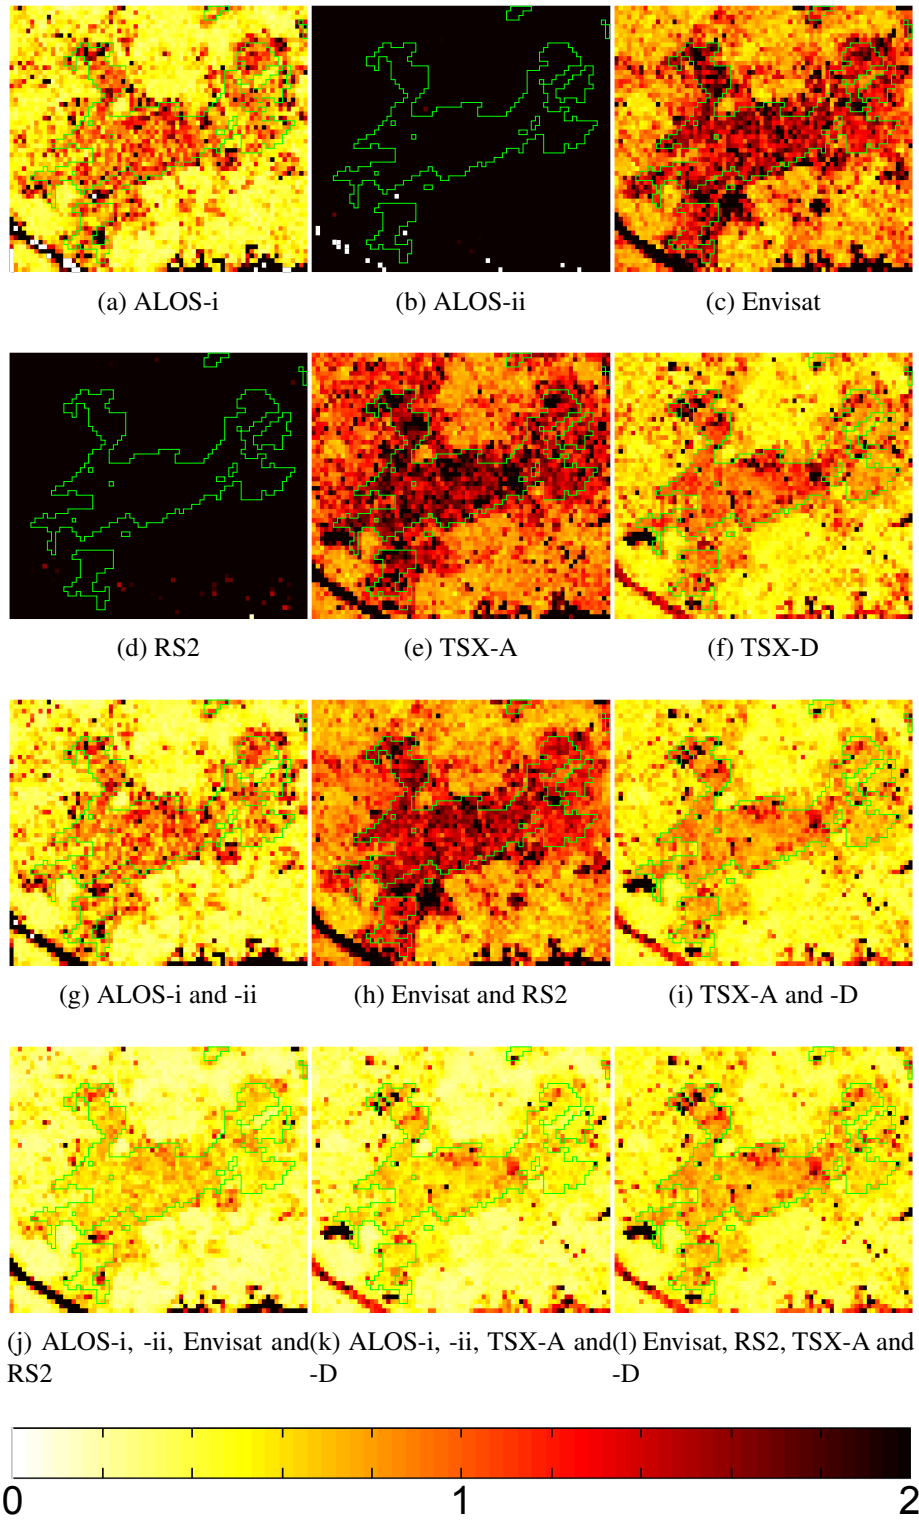 (a) ALOS-i
(b) ALOS-ii
(c) Envisat
(d) RS2
(e) TSX-A
(f) TSX-D
(g) ALOS-i and -ii
(h) Envisat and RS2
(i) TSX-A and -D
(j) ALOS-i, -ii, Envisat and
RS2
(k) ALOS-i, -ii, TSX-A and
-D
(l) Envisat, RS2, TSX-A and
-D
0
1
2